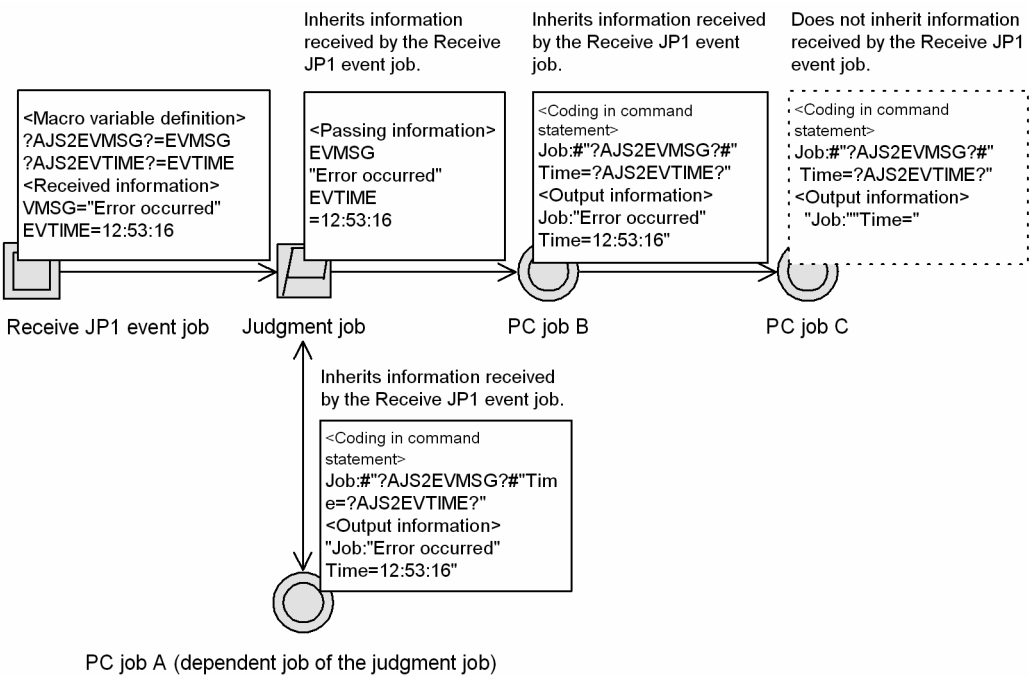 Inherits information
received by the Receive
JP1 event job.
Inherits information received
by the Receive JP1 event
job.
Does not inherit information
received by the Receive JP1
event job.
<Macro variable definition>
?AJS2EVMSG?=EVMSG
?AJS2EVTIME?=EVTIME
<Received information>
VMSG="Error occurred"
EVTIME=12:53:16
<Passing information>
EVMSG
"Error occurred"
EVTIME
=12:53:16
<Coding in command
statement>
Job:#"?AJS2EVMSG?#"
Time=?AJS2EVTIME?"
<Output information>
Job:"Error occurred"
Time=12:53:16"
<Coding in command
statement>
Job:#"?AJS2EVMSG?#"
Time=?AJS2EVTIME?"
<Output information>
"Job:""Time="
Receive JP1 event job
Judgment job
PC job B
PC job C
Inherits information received
by the Receive JP1 event job.
<Coding in command
statement>
Job:#"?AJS2EVMSG?#"Tim
e=?AJS2EVTIME?"
<Output information>
"Job:"Error occurred"
Time=12:53:16"
PC job A (dependent job of the judgment job)